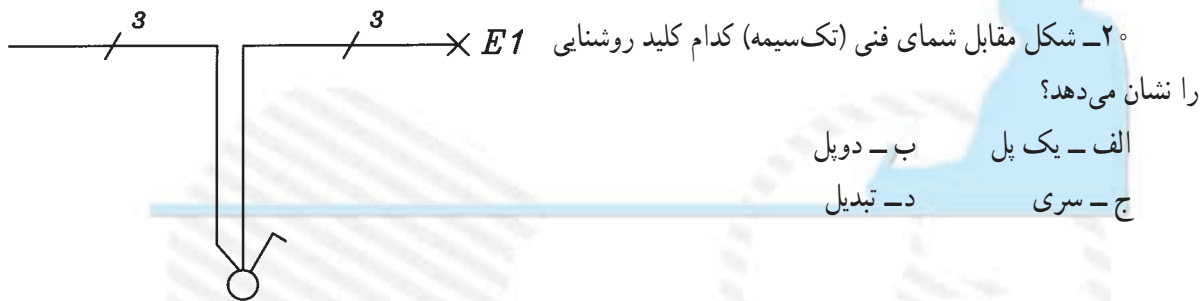 ۲۰ــ شکل مقابل شمای فنی (تک‌سیمه) کدام کلید روشنایی
را نشان می‌دهد؟
الف ــ یک پل ب ــ دوپل
ج ــ سری دــ تبدیل
3 3
E1